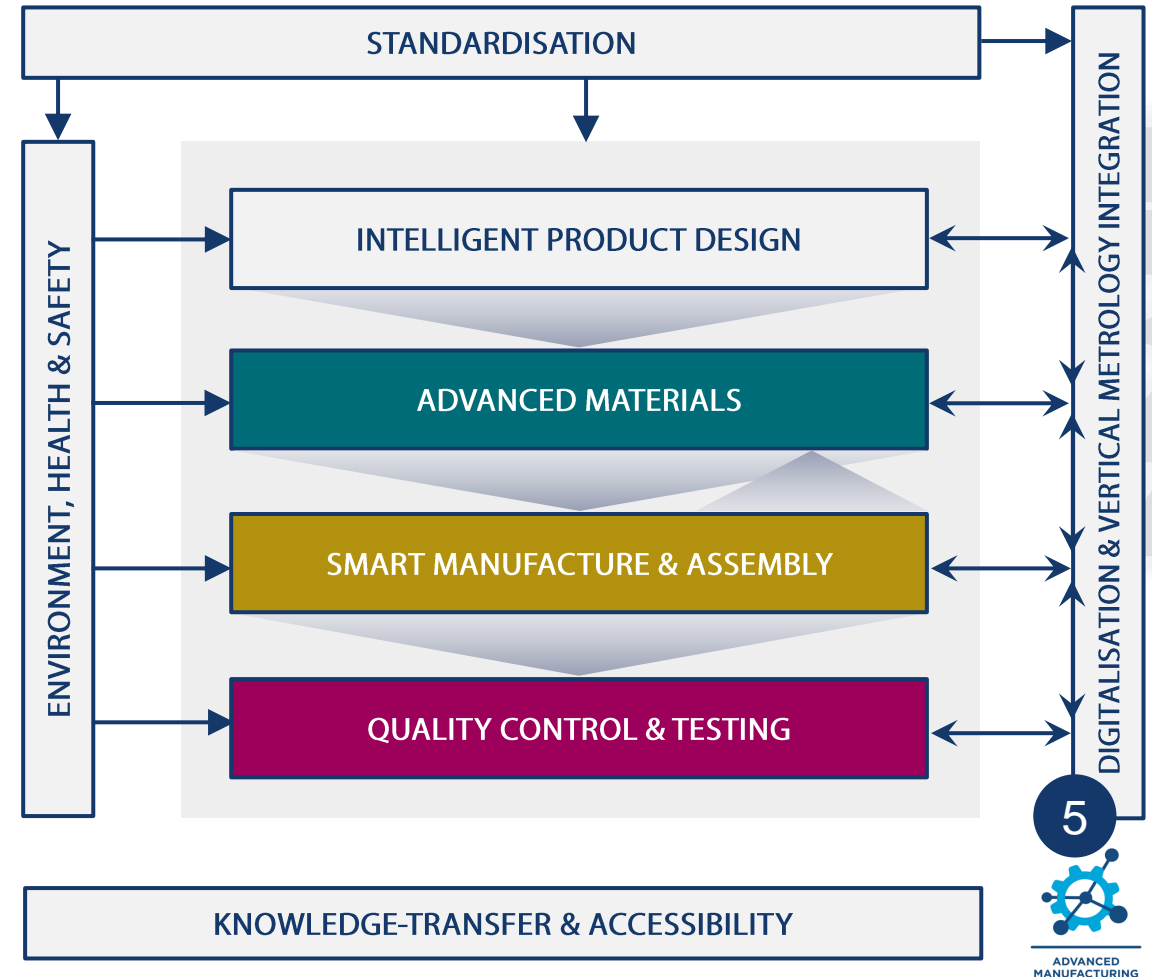 STANDARDISATION
ENVIRONMENT, HEALTH & SAFETY
INTELLIGENT PRODUCT DESIGN
ADVANCED MATERIALS
SMART MANUFACTURE & ASSEMBLY
QUALITY CONTROL & TESTING
DIGITALISATION & VERTICAL METROLOGY INTEGRATION
5
KNOWLEDGE-TRANSFER & ACCESSIBILITY
ADVANCED
MANUFACTURING